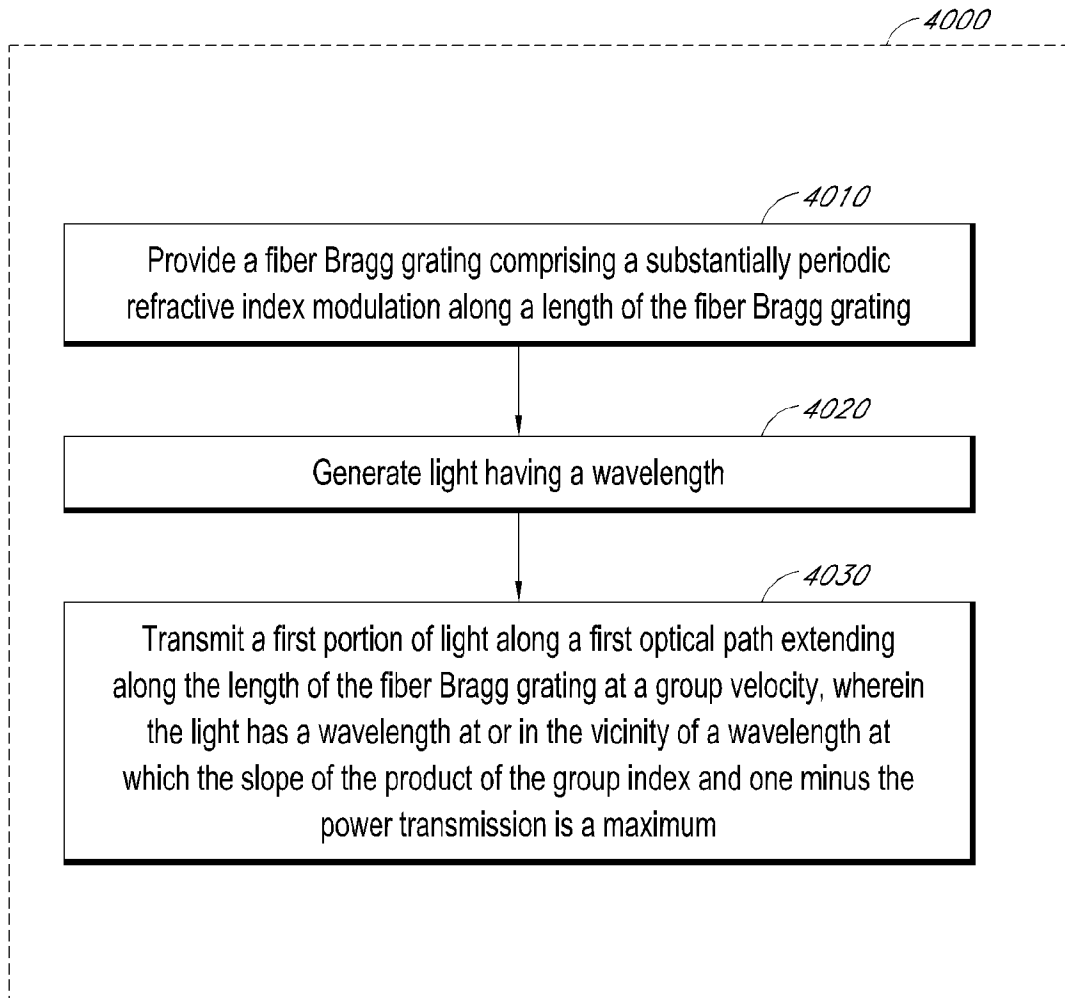 4000
4010
Provide a fiber Bragg grating comprising a substantially periodic
refractive index modulation along a length of the fiber Bragg grating
4020
Generate light having a wavelength
4030
Transmit a first portion of light along a first optical path extending
along the length of the fiber Bragg grating at a group velocity, wherein
the light has a wavelength at or in the vicinity of a wavelength at
which the slope of the product of the group index and one minus the
power transmission is a maximum